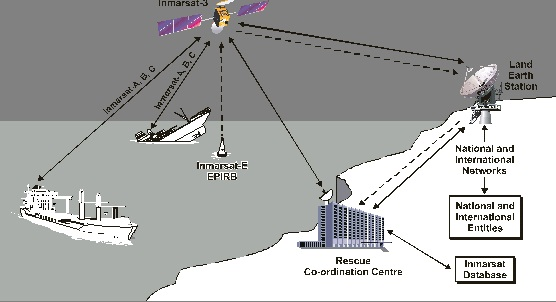 Inmarsat-3
Inmarsat-A, B, C
Inmarsat-A, B, C
Land
Earth
Station
Inmarsat-E
EPIRB
National and
International
Networks
National and
International
Entities
Rescue
Co-ordination Centre
Inmarsat
Database